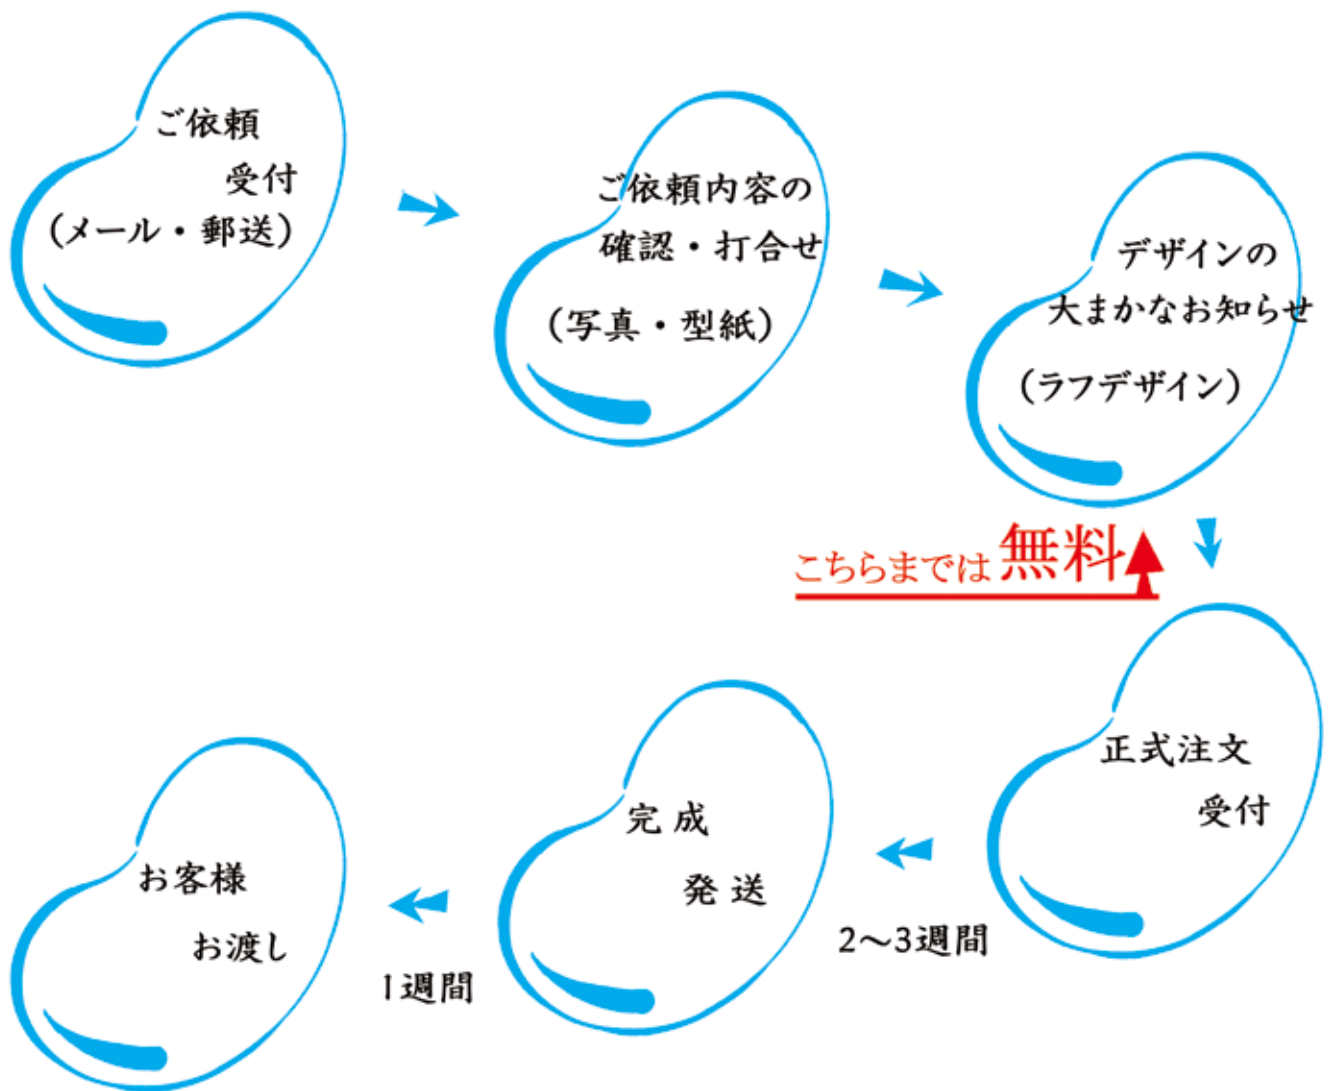 ご依頼
受付
(メール・郵送)
ご依頼内容の
確認・打合せ
(写真・型紙)
デザインの
大まかなお知らせ
(ラフデザイン)
こちらまでは無料
正式注文
受付
2〜3週間
完成
発送
1週間
お客様
お渡し